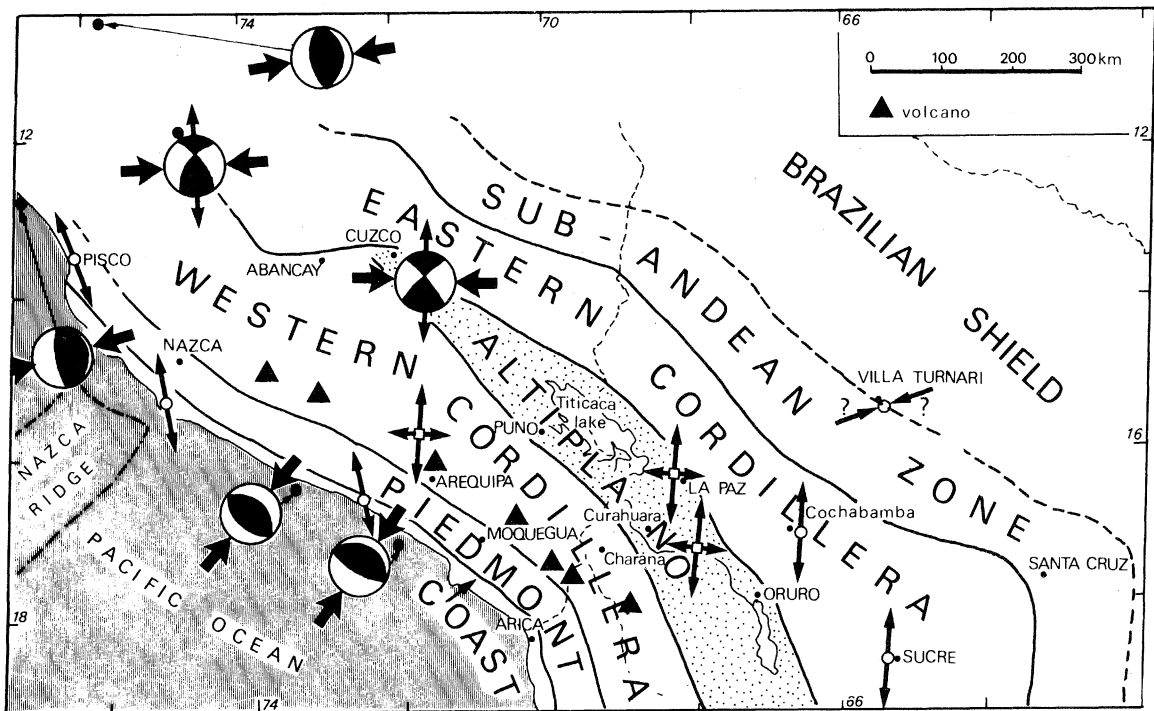 74
70
66
0 100 200 300km
volcano
12
12
BRAZILIAN SHIELD
SUB-ANDEAN ZONE
EASTERN CORDILLERA
CUZCO
ABANCAY
PISCO
WESTERN CORDILLERA
NAZCA
ALTIPLANO
VILLA TURNARI
? ?
Titicaca
lake
PUNO
16
NAZCA
RIDGE
AREQUIPA
LA PAZ
PIEDMONT
Curahuara
Cochabamba
MOQUEGUA
Charana
PACIFIC OCEAN
SANTA CRUZ
ORURO
COAST
ARICA
18
SUCRE
74
66